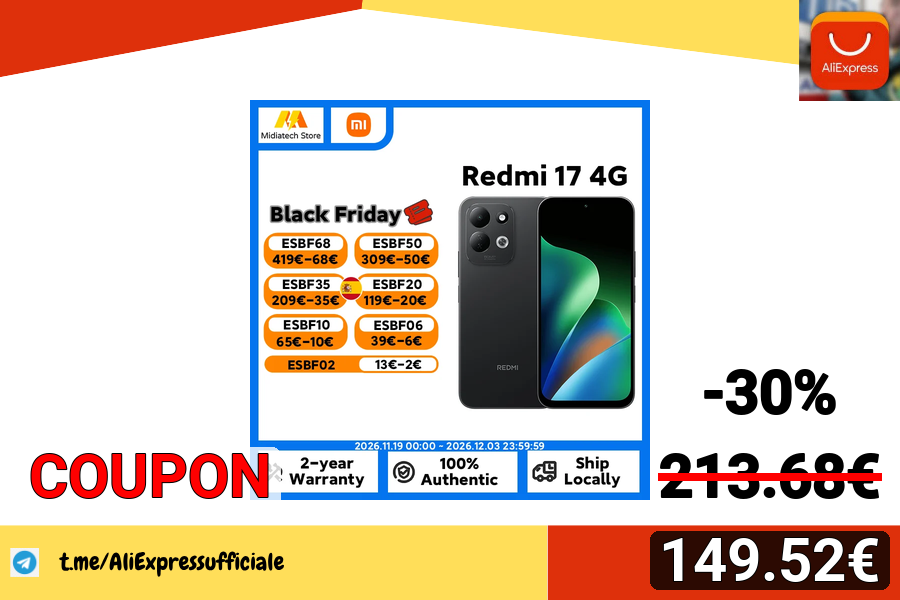 AliExpress
Midiatech Store
Redmi 17 4G
Black Friday
ESBF68
419€-68€
ESBF50
309€-50€
ESBF35
209€-35€
ESBF20
119€-20€
ESBF10
65€-10€
ESBF06
39€-6€
ESBF02
13€-2€
REDMI
2026.11.19 00:00 ~ 2026.12.03 23:59:59
2-year
Warranty
100%
Authentic
Ship
Locally
-30%
COUPON
213.68€
t.me/AliExpressufficiale
149.52€